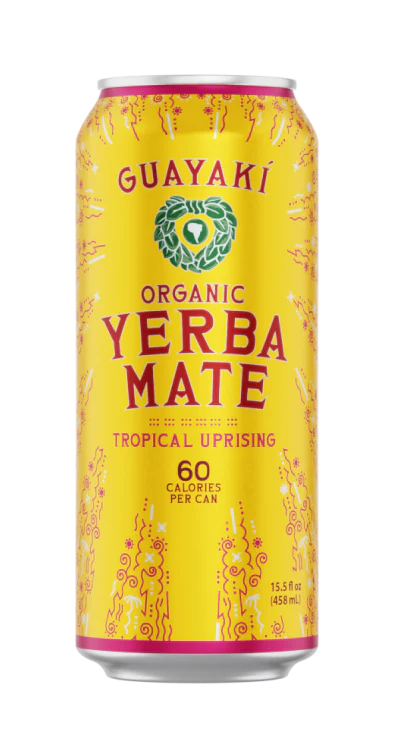 GUAYAKÍ
ORGANIC
YERBA
MATE
TROPICAL UPRISING
60
CALORIES
PER CAN
15.5 fl oz
(458 mL)